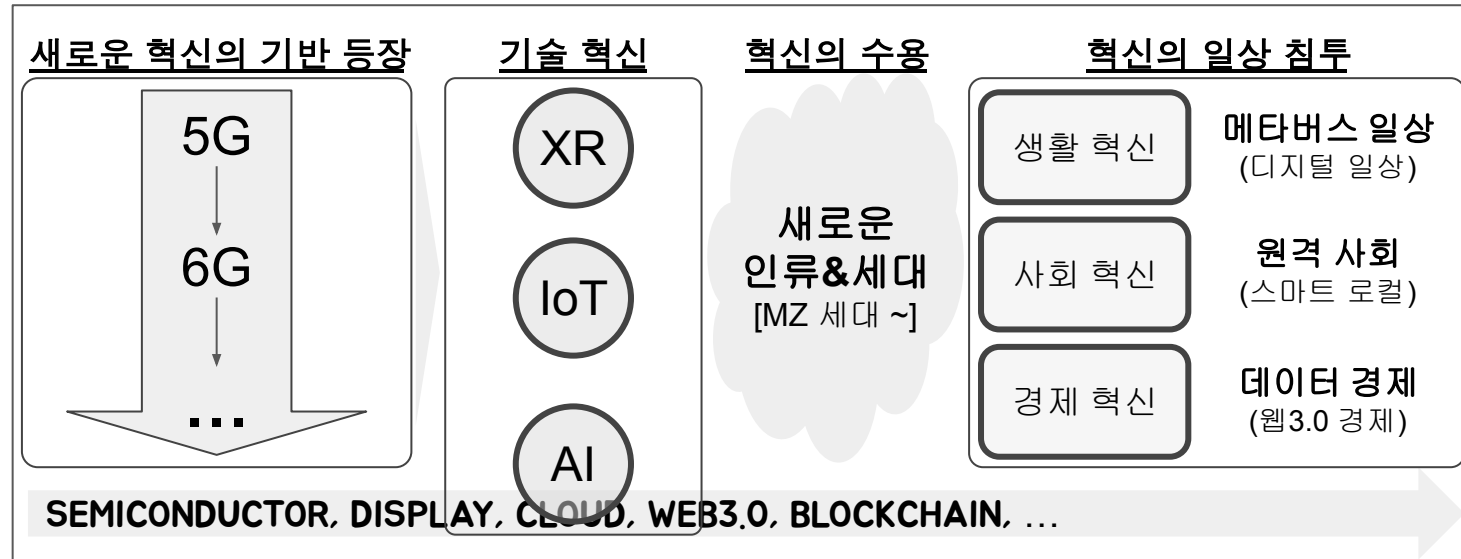 새로운 혁신의 기반 등장
5G
6G
...
기술 혁신
XR
IoT
AI
혁신의 수용
새로운
인류&세대
[MZ 세대 ~]
혁신의 일상 침투
생활 혁신
메타버스 일상
(디지털 일상)
사회 혁신
원격 사회
(스마트 로컬)
경제 혁신
데이터 경제
(웹3.0 경제)
SEMICONDUCTOR, DISPLAY, CLOUD, WEB3.0, BLOCKCHAIN, ...